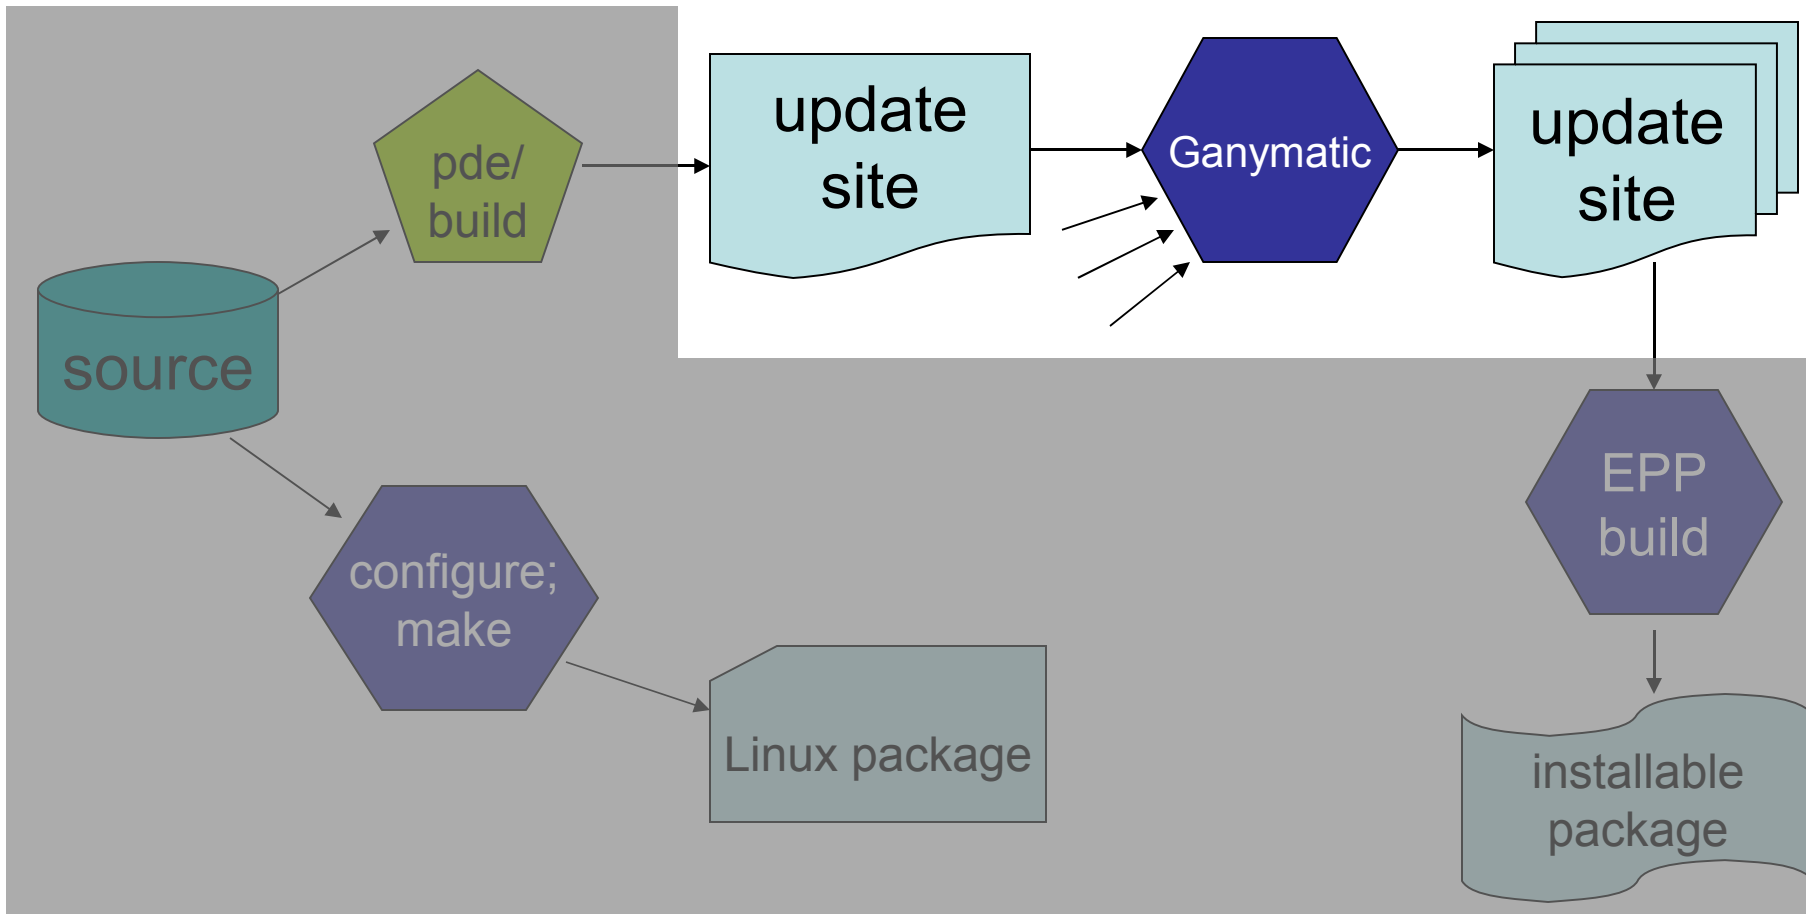 update
site
Ganymatic
update
site
pde/
build
source
configure;
make
EPP
build
Linux package
installable
package